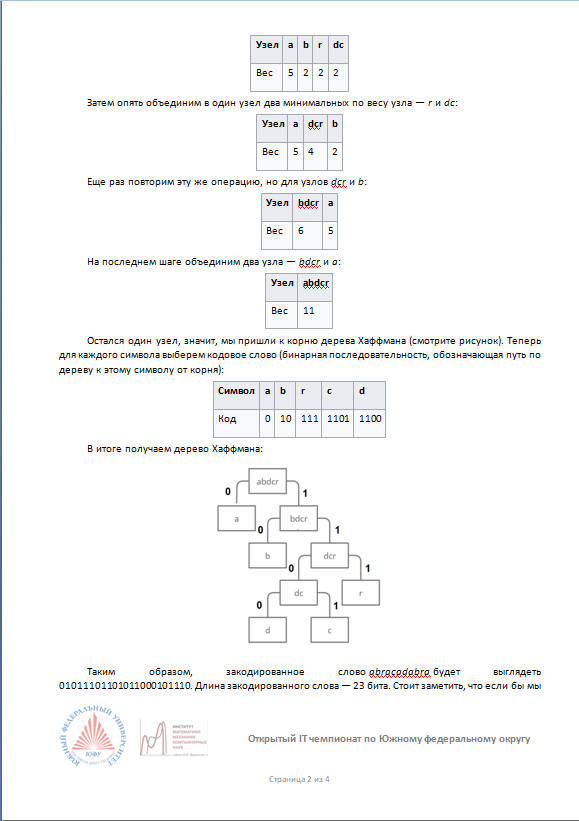 Узел a b r dc
Вес 5 2 2 2
Затем опять объединим в один узел два минимальных по весу узла — r и dc:
Узел a dcr b
Вес 5 4 2
Еще раз повторим эту же операцию, но для узлов dcr и b:
Узел bdcr a
Вес 6 5
На последнем шаге объединим два узла — bdcr и a:
Узел abdcr
Вес 11
Остался один узел, значит, мы пришли к корню дерева Хаффмана (смотрите рисунок). Теперь
для каждого символа выберем кодовое слово (бинарная последовательность, обозначающая путь по
дереву к этому символу от корня):
Символ a b r c d
Код 0 10 111 1101 1100
В итоге получаем дерево Хаффмана:
abdcr
0 1
a bdcr
0 1
b dcr
0 1
dc r
0 1
d c
Таким образом, закодированное слово abracadabra будет выглядеть
01011101101011000101110. Длина закодированного слова — 23 бита. Стоит заметить, что если бы мы
ЮЖНЫЙ ФЕДЕРАЛЬНЫЙ УНИВЕРСИТЕТ
ЮФУ
ИНСТИТУТ
МАТЕМАТИКИ
МЕХАНИКИ
КОМПЬЮТЕРНЫХ
НАУК
Открытый IT чемпионат по Южному федеральному округу
Страница 2 из 4